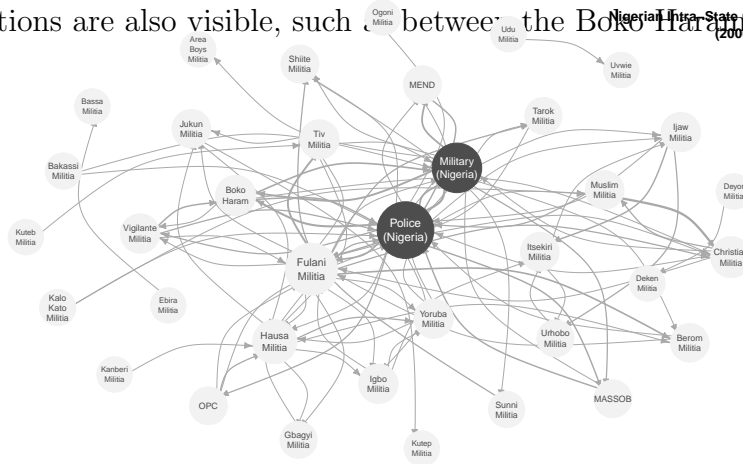 tions are also visible, such a between the Boko Haram
Nigerian Intra-State
(200
Ogoni
Militia
Udu
Militia
Area
Boys
Militia
Shiite
Militia
Uvwie
Militia
MEND
Bassa
Militia
Tarok
Militia
Jukun
Militia
Tiv
Militia
Ijaw
Militia
Military
(Nigeria)
Bakassi
Militia
Boko
Haram
Muslim
Militia
Deyor
Militia
Police
(Nigeria)
Kuteb
Militia
Vigilante
Militia
Itsekiri
Militia
Christia
Militia
Fulani
Militia
Deken
Militia
Kalo
Kato
Militia
Ebira
Militia
Yoruba
Militia
Hausa
Militia
Urhobo
Militia
Berom
Militia
Kanberi
Militia
Igbo
Militia
OPC
Sunni
Militia
MASSOB
Gbagyi
Militia
Kutep
Militia